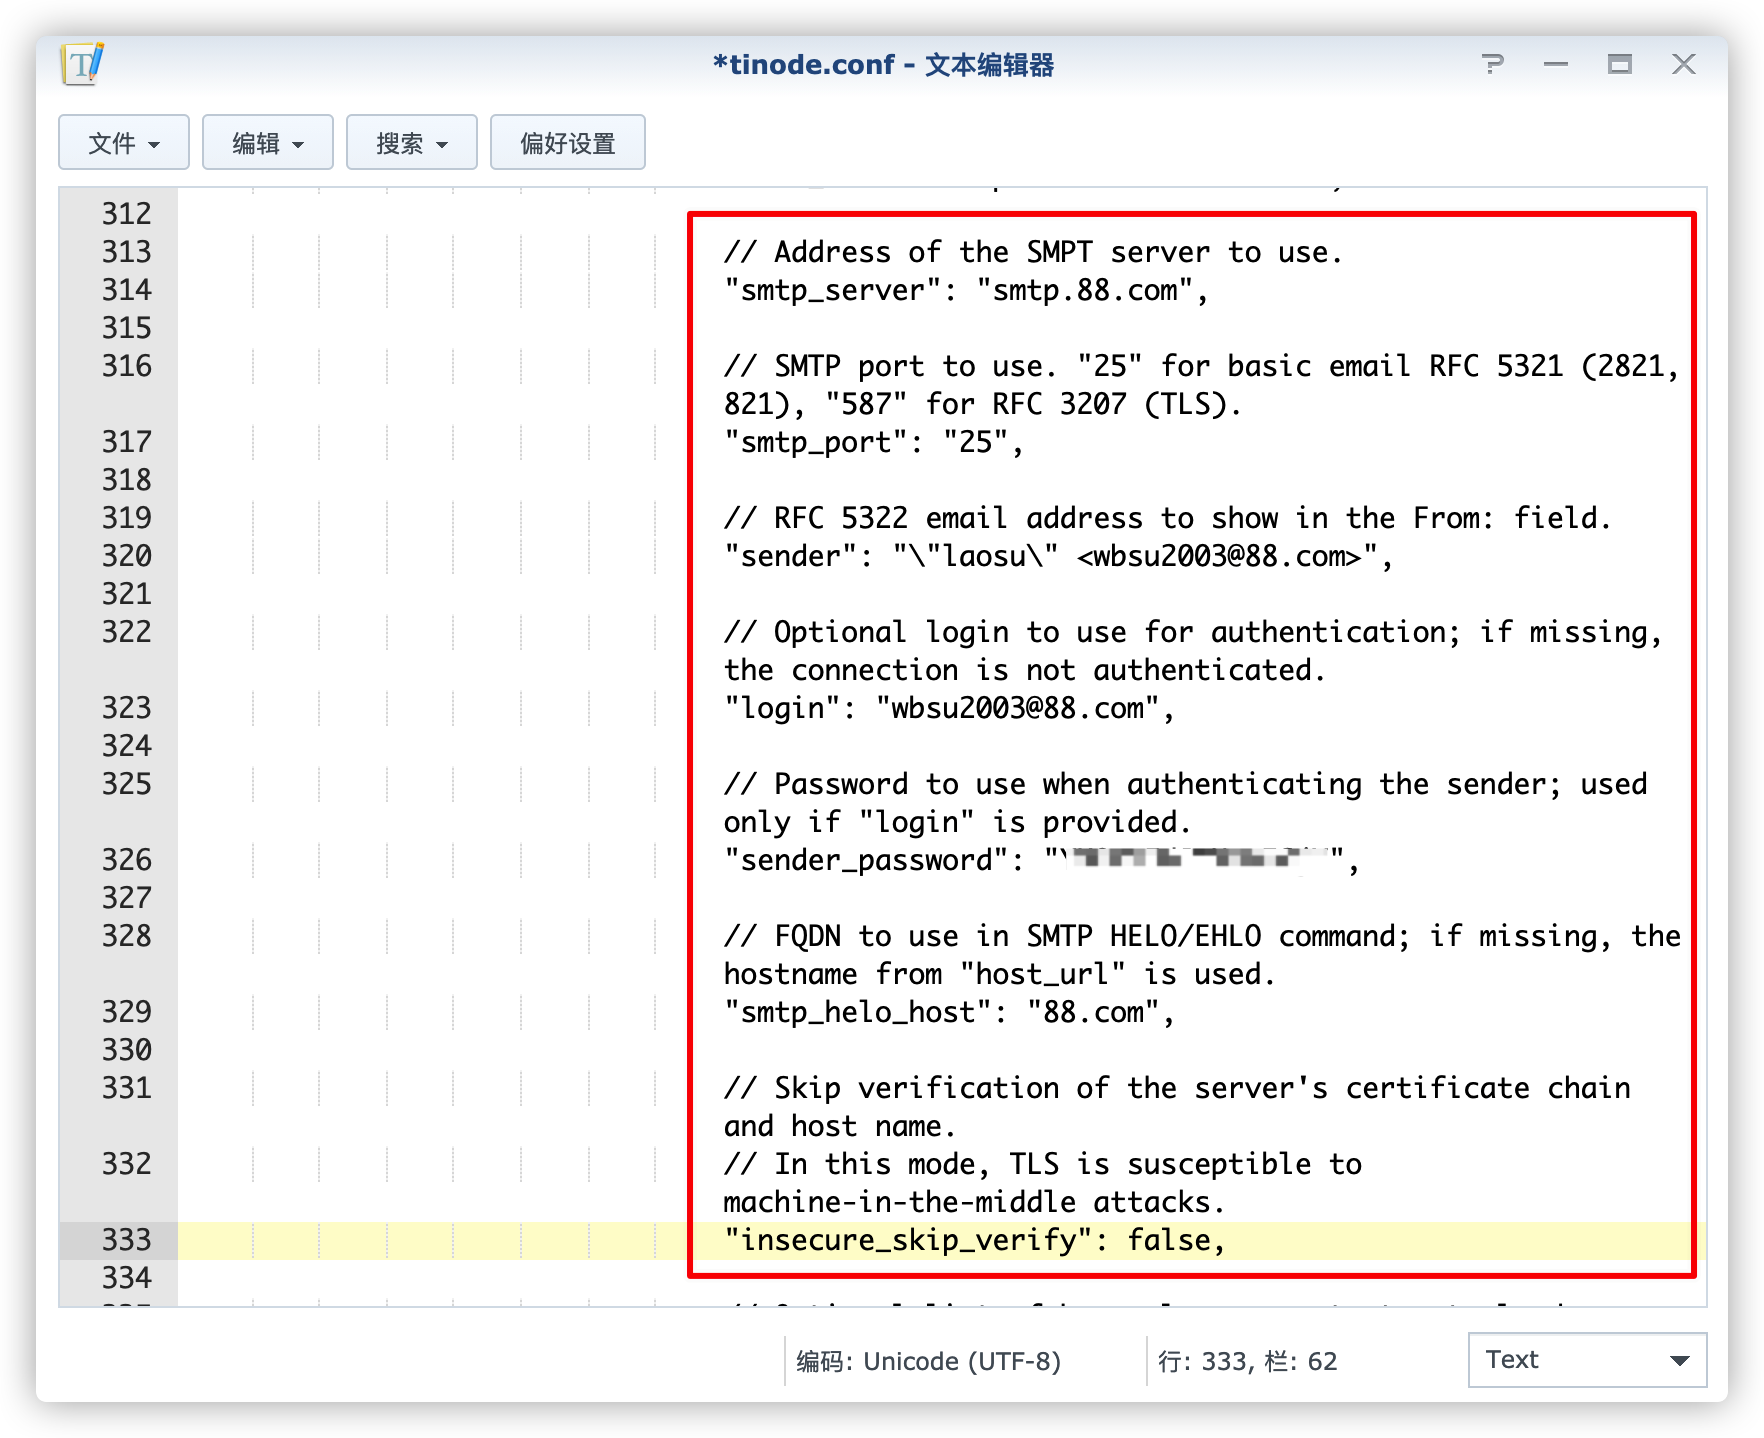 *tinode.conf - 文本编辑器
文件 编辑 搜索 偏好设置
312
313 // Address of the SMPT server to use.
314 "smtp_server": "smtp.88.com",
315
316 // SMTP port to use. "25" for basic email RFC 5321 (2821,
821), "587" for RFC 3207 (TLS).
317 "smtp_port": "25",
318
319 // RFC 5322 email address to show in the From: field.
320 "sender": "\"laosu\" <wbsu2003@88.com>",
321
322 // Optional login to use for authentication; if missing,
the connection is not authenticated.
323 "login": "wbsu2003@88.com",
324
325 // Password to use when authenticating the sender; used
only if "login" is provided.
326 "sender_password": "",
327
328 // FQDN to use in SMTP HELO/EHLO command; if missing, the
hostname from "host_url" is used.
329 "smtp_helo_host": "88.com",
330
331 // Skip verification of the server's certificate chain
and host name.
332 // In this mode, TLS is susceptible to
machine-in-the-middle attacks.
333 "insecure_skip_verify": false,
334
编码: Unicode (UTF-8) 行: 333, 栏: 62 Text